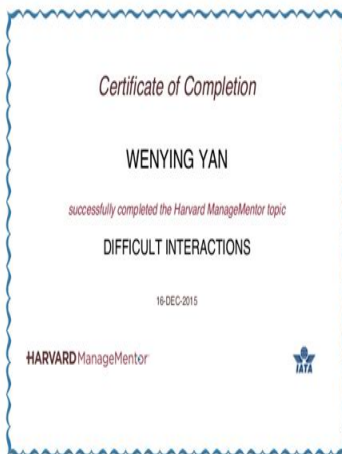 Certificate of Completion
WENYING YAN
successfully completed the Harvard ManageMentor topic
DIFFICULT INTERACTIONS
16-DEC-2015
HARVARD ManageMentor
IATA